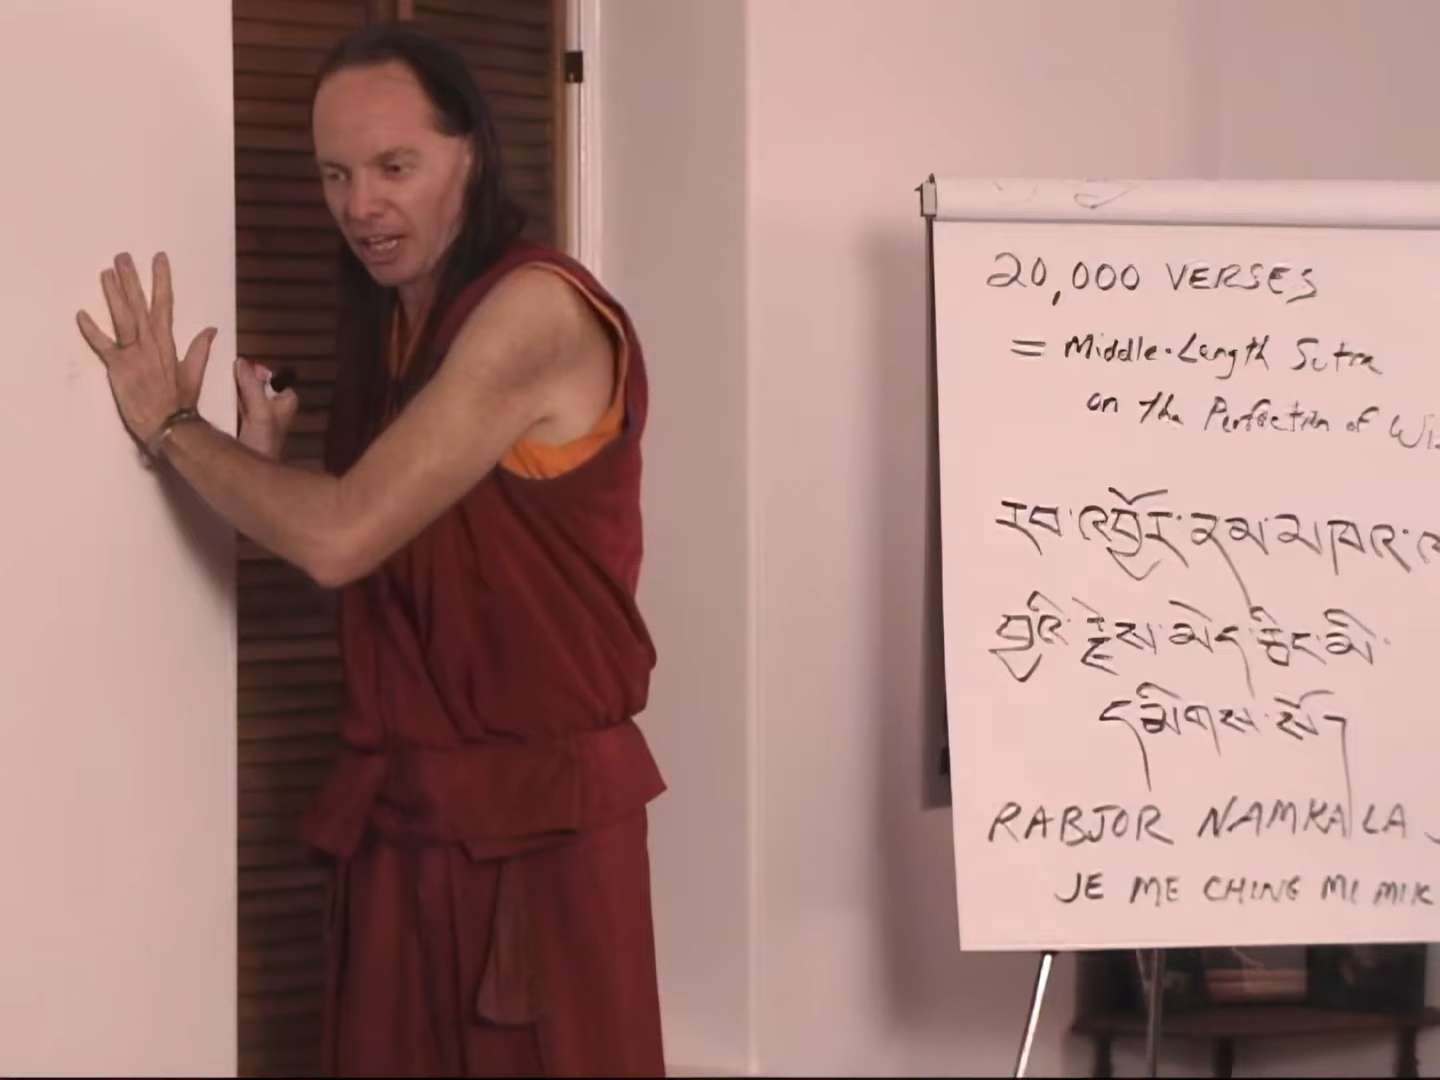 20,000 VERSES
= Middle-Length Sutra
on the Perfection of
རབ་འབྱོར་ནམ་མཁའ་ལ་
བྱའི་རྗེས་མེད་ཅིང་མི་
དམིགས་སོ།
RABJOR NAMKA LA
JE ME CHING MI MIK